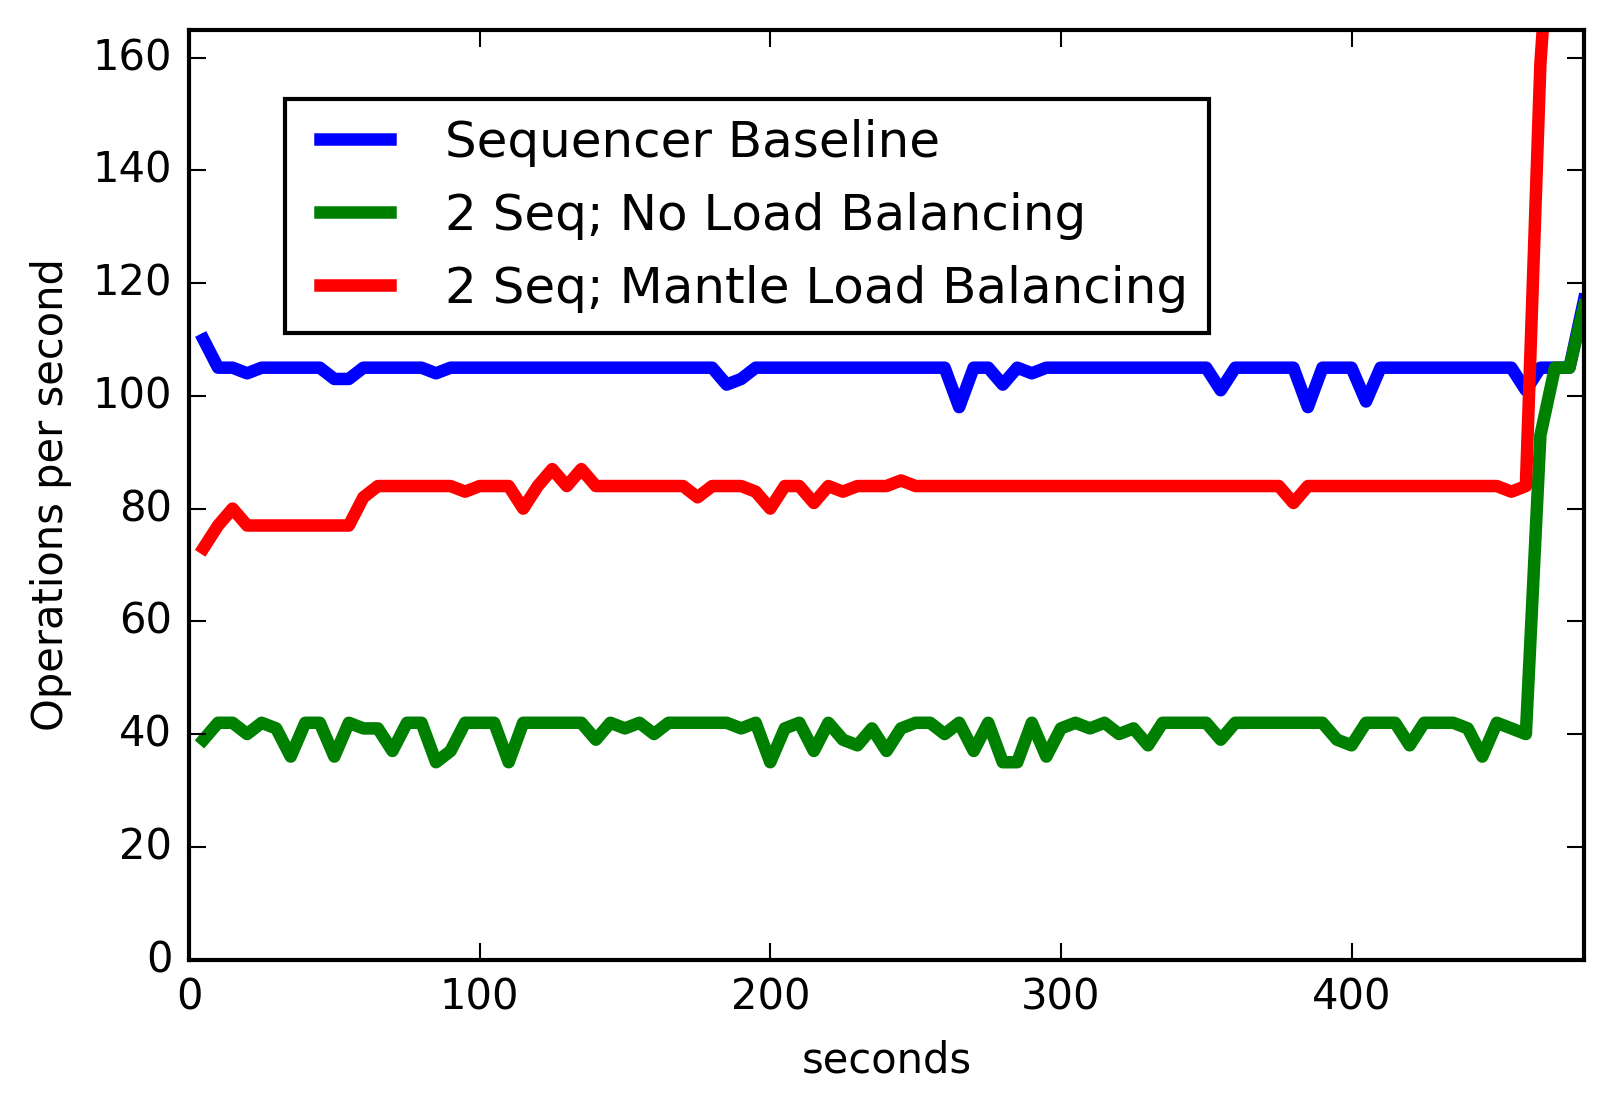 160
140
120
100
80
60
40
20
0
Operations per second
Sequencer Baseline
2 Seq; No Load Balancing
2 Seq; Mantle Load Balancing
0 100 200 300 400
seconds